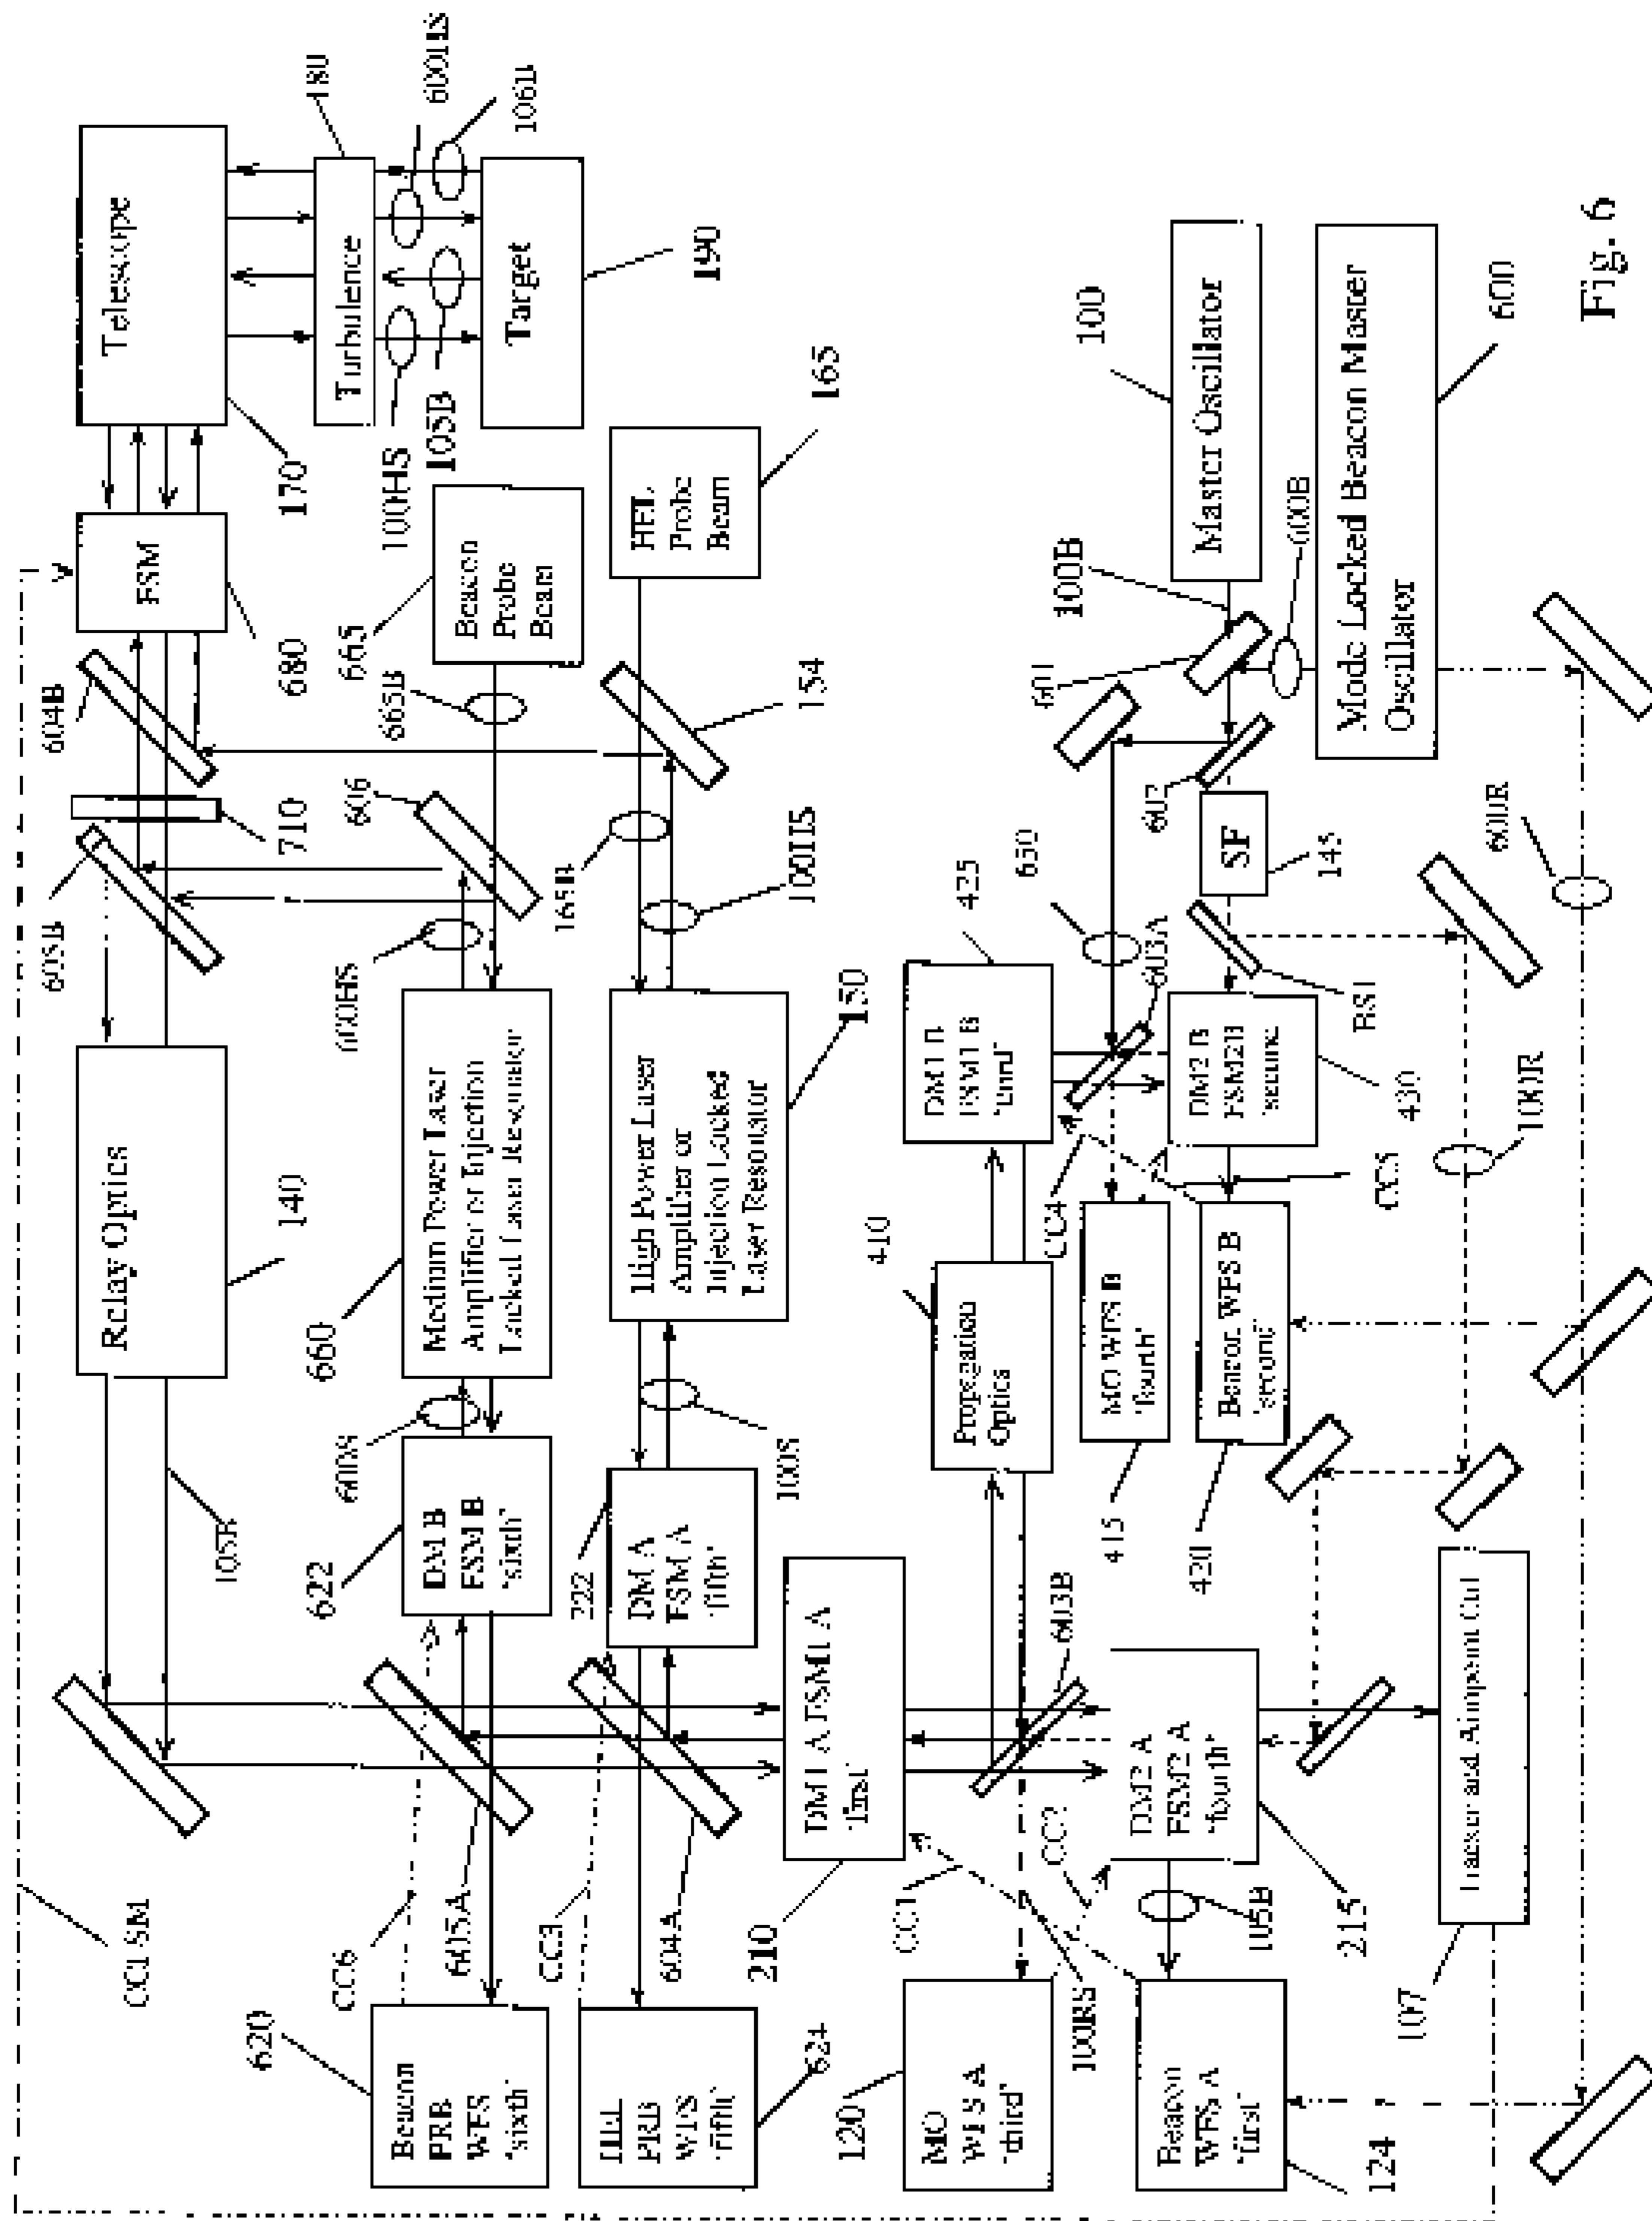 Telescope
170
FSM
680
Turbulence
180
Target
190
100HS
105B
600HS
106B
604B
710
605B
606
Relay Optics
140
105B
Beacon
Probe
Beam
665
665B
HEL
Probe
Beam
165
154
165B
100HS
600HS
Medium Power Laser
Amplifier or Injection
Locked Laser Resonator
660
High Power Laser
Amplifier or
Injection Locked
Laser Resonator
150
600S
100S
DM B
FSM B
'sixth'
622
DM A
FSM A
'fifth'
222
CC6
605A
CC3
604A
Beacon
PRB
WFS
'sixth'
620
HEL
PRB
WFS
'fifth'
624
DM1 A FSM1 A
'first'
210
MO
WFS A
'third'
120
Beacon
WFS A
'first'
124
CC1
CC2
100RS
105B
603B
DM2 A
FSM2 A
'fourth'
215
Tracker and Aimpoint Ctrl
107
Propagation
Optics
410
DM1 B
FSM1 B
425
650
603A
DM2 B
FSM2B
430
CC4
CC5
MO WFS B
'fourth'
415
Beacon WFS B
'second'
420
BS1
SF
145
602
601
100B
600B
Master Oscillator
100
Mode Locked Beacon Master
Oscillator
600
600R
100R
Fig. 6